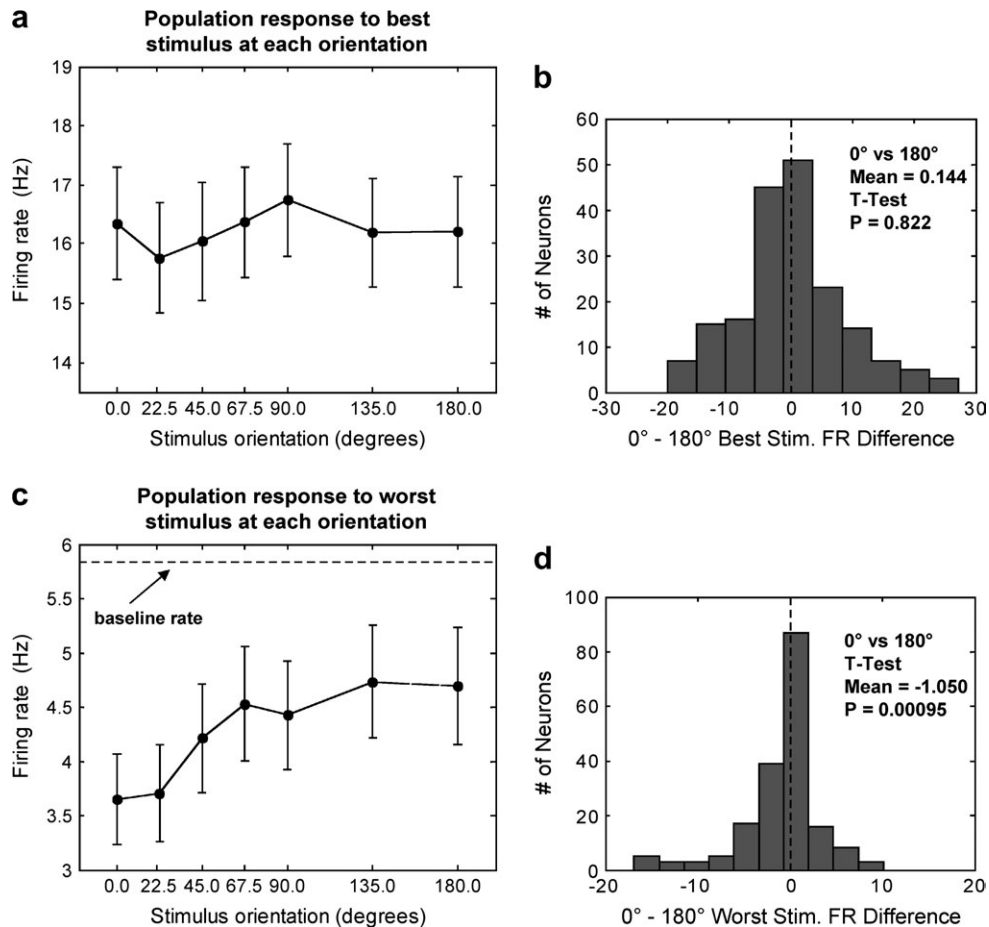 a
Population response to best
stimulus at each orientation
19
18
17
16
15
14
Firing rate (Hz)
0.0 22.5 45.0 67.5 90.0 135.0 180.0
Stimulus orientation (degrees)
b
60
50
40
30
20
10
0
# of Neurons
0° vs 180°
Mean = 0.144
T-Test
P = 0.822
-30 -20 -10 0 10 20 30
0° - 180° Best Stim. FR Difference
c
Population response to worst
stimulus at each orientation
6
5.5
5
4.5
4
3.5
3
Firing rate (Hz)
baseline rate
0.0 22.5 45.0 67.5 90.0 135.0 180.0
Stimulus orientation (degrees)
d
100
80
60
40
20
0
# of Neurons
0° vs 180°
T-Test
Mean = -1.050
P = 0.00095
-20 -10 0 10 20
0° - 180° Worst Stim. FR Difference